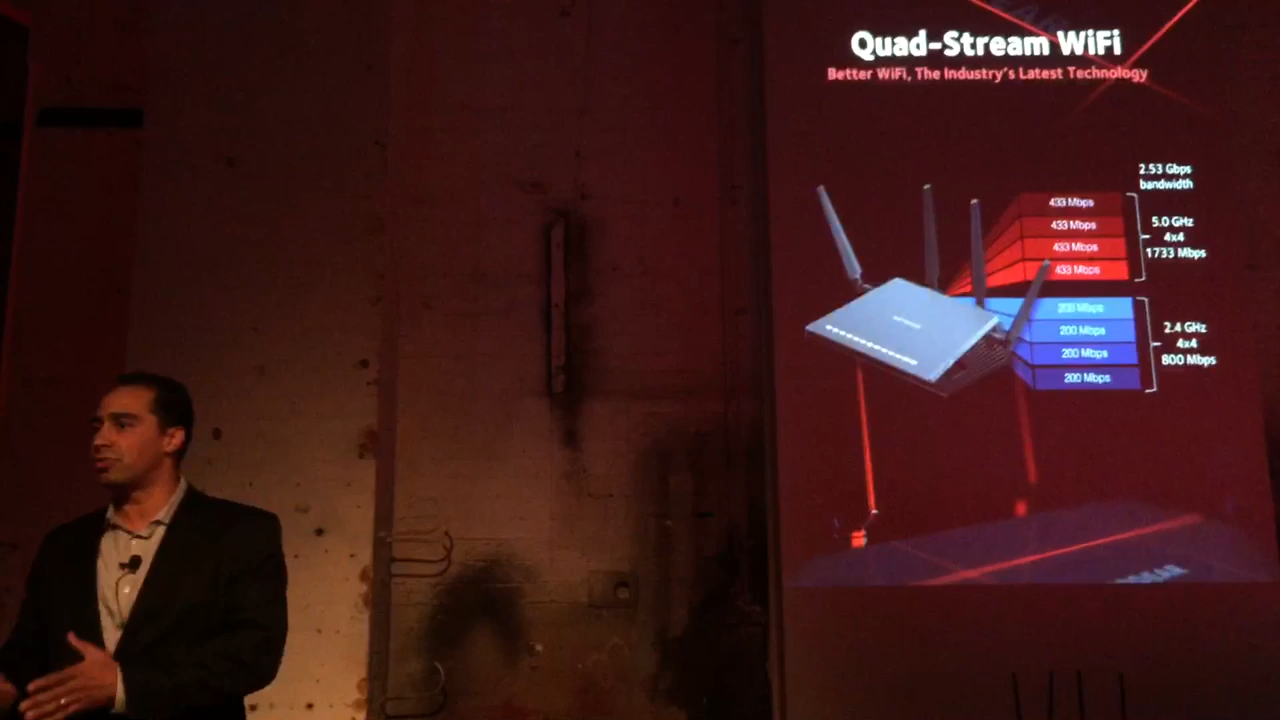 Quad-Stream WiFi
Better WiFi, The Industry's Latest Technology
2.53 Gbps
bandwidth
433 Mbps
433 Mbps
433 Mbps
433 Mbps
5.0 GHz
4x4
1733 Mbps
200 Mbps
200 Mbps
200 Mbps
200 Mbps
2.4 GHz
4x4
800 Mbps